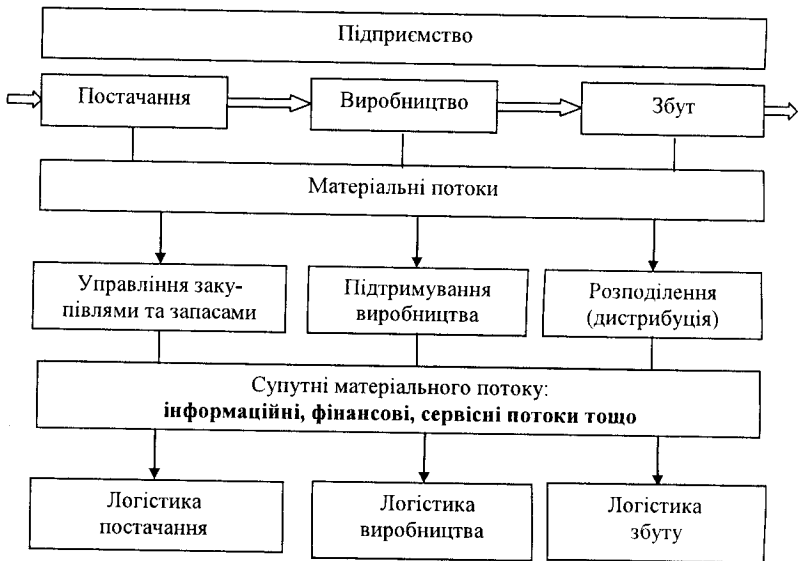 Підприємство
Постачання
Виробництво
Збут
Матеріальні потоки
Управління заку-
півлями та запасами
Підтримування
виробництва
Розподілення
(дистрибуція)
Супутні матеріального потоку:
інформаційні, фінансові, сервісні потоки тощо
Логістика
постачання
Логістика
виробництва
Логістика
збуту